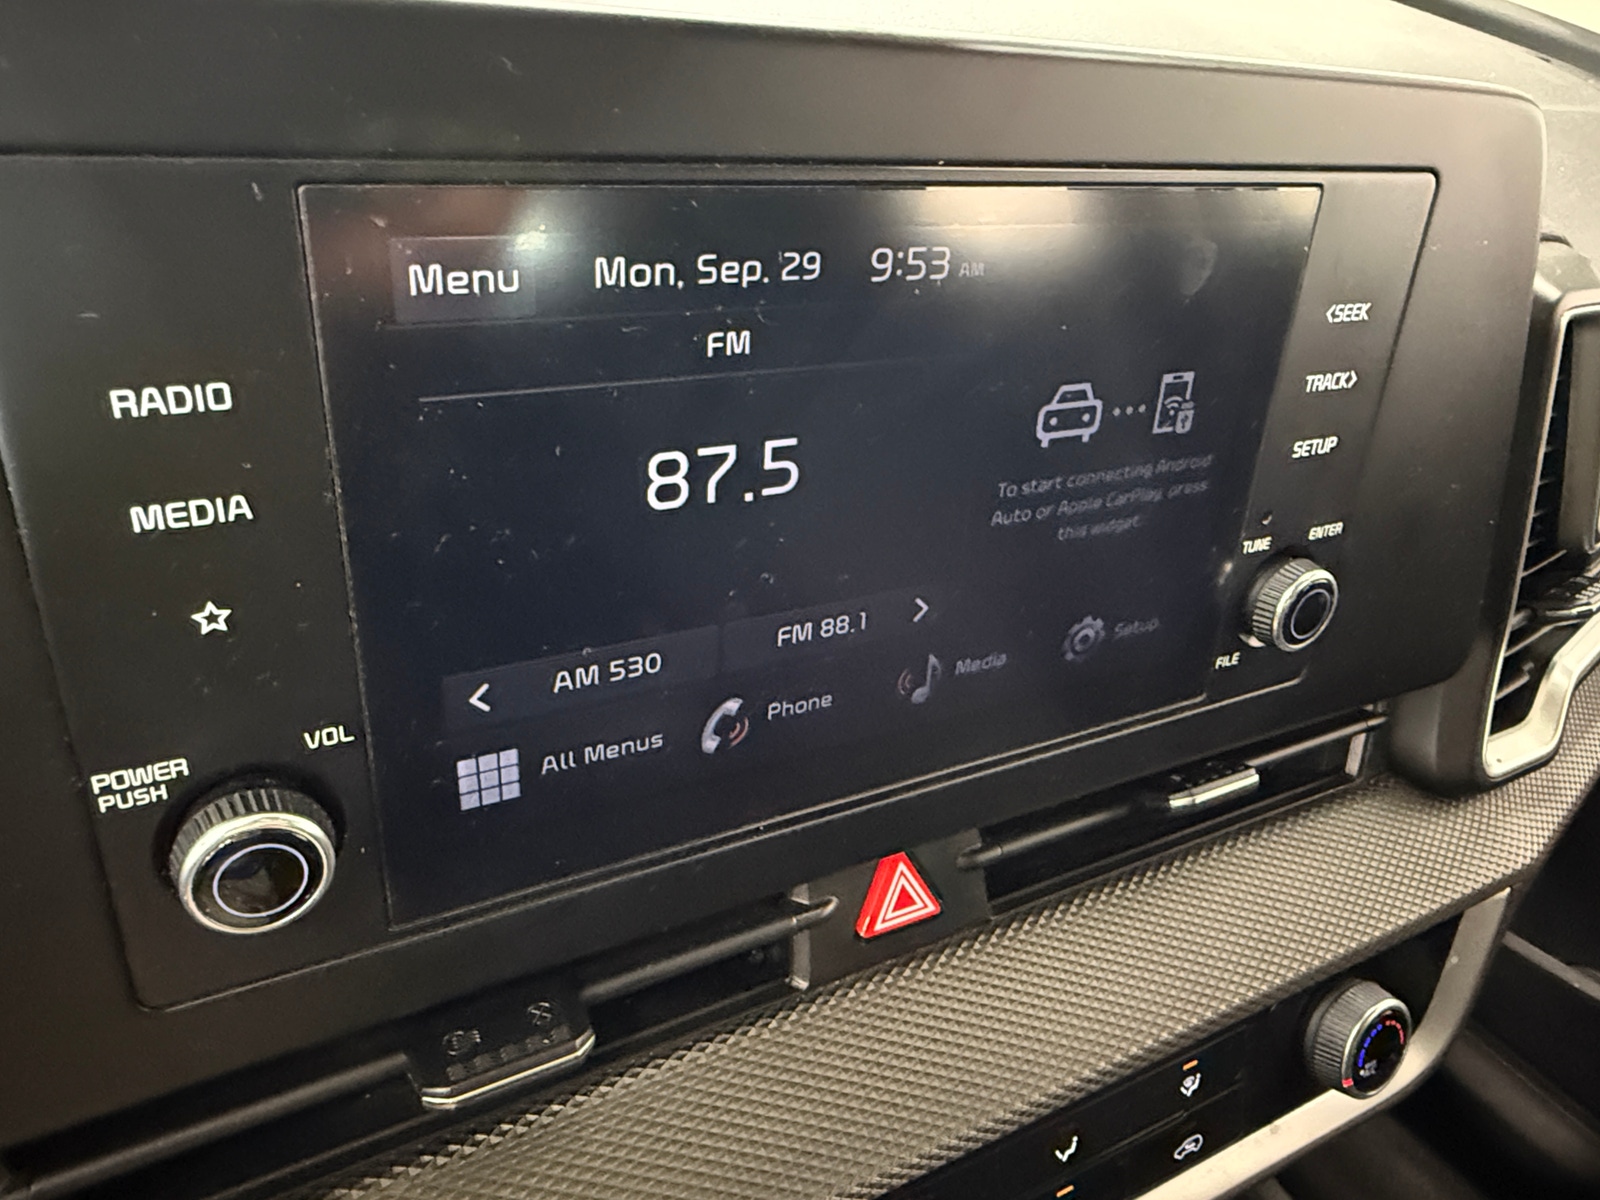 Menu
Mon, Sep. 29
9:53 AM
FM
87.5
To start connecting Android
Auto or Apple CarPlay, press
this widget.
AM 530
FM 88.1
All Menus
Phone
Media
Setup
RADIO
MEDIA
VOL
POWER
PUSH
<SEEK
TRACK>
SETUP
TUNE
ENTER
FILE